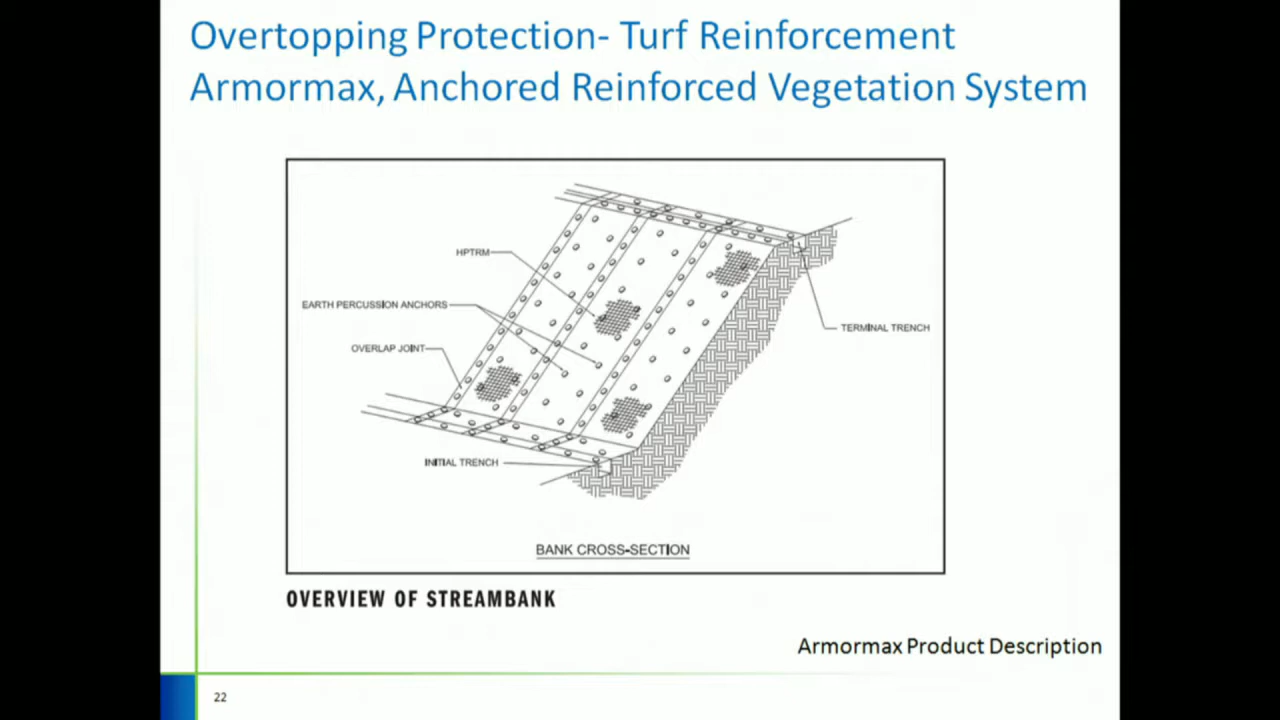 Overtopping Protection- Turf Reinforcement
Armormax, Anchored Reinforced Vegetation System
HPTRM
EARTH PERCUSSION ANCHORS
OVERLAP JOINT
TERMINAL TRENCH
INITIAL TRENCH
BANK CROSS-SECTION
OVERVIEW OF STREAMBANK
Armormax Product Description
22